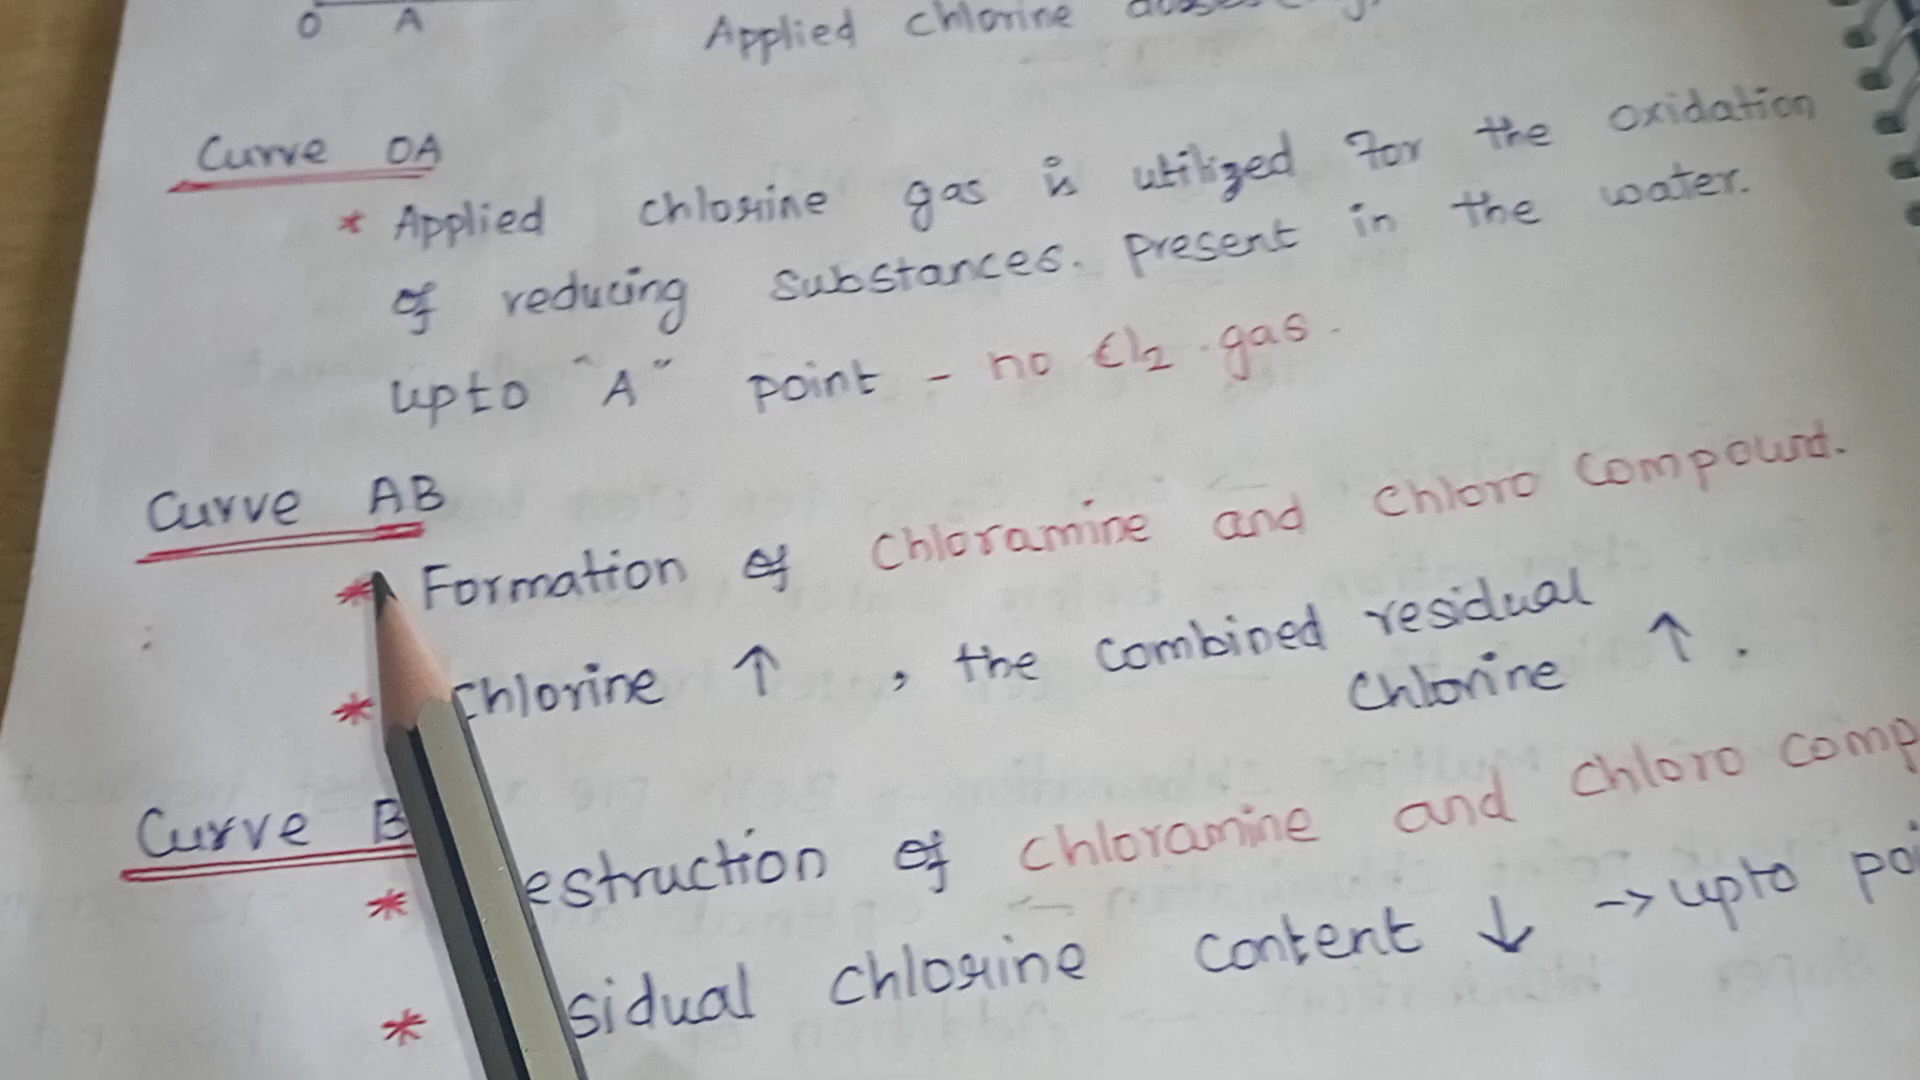 O A
Applied chlorine
Curve OA
* Applied chlorine gas is utilized for the oxidation
of reducing substances. present in the water.
upto "A" point - no Cl2 gas.
Curve AB
* Formation of Chloramine and Chloro Compound.
* chlorine ↑ , the combined residual
Chlorine ↑ .
Curve B
* estruction of Chloramine and Chloro comp
* sidual chlorine content ↓ → upto poi